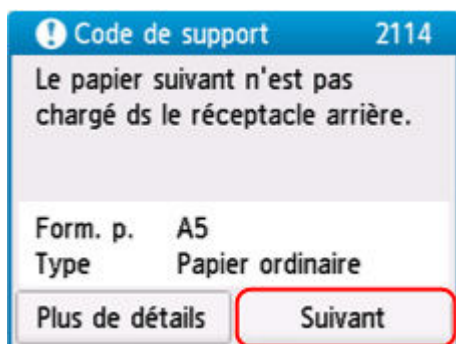 Code de support 2114
Le papier suivant n'est pas
chargé ds le réceptacle arrière.
Form. p. A5
Type Papier ordinaire
Plus de détails Suivant